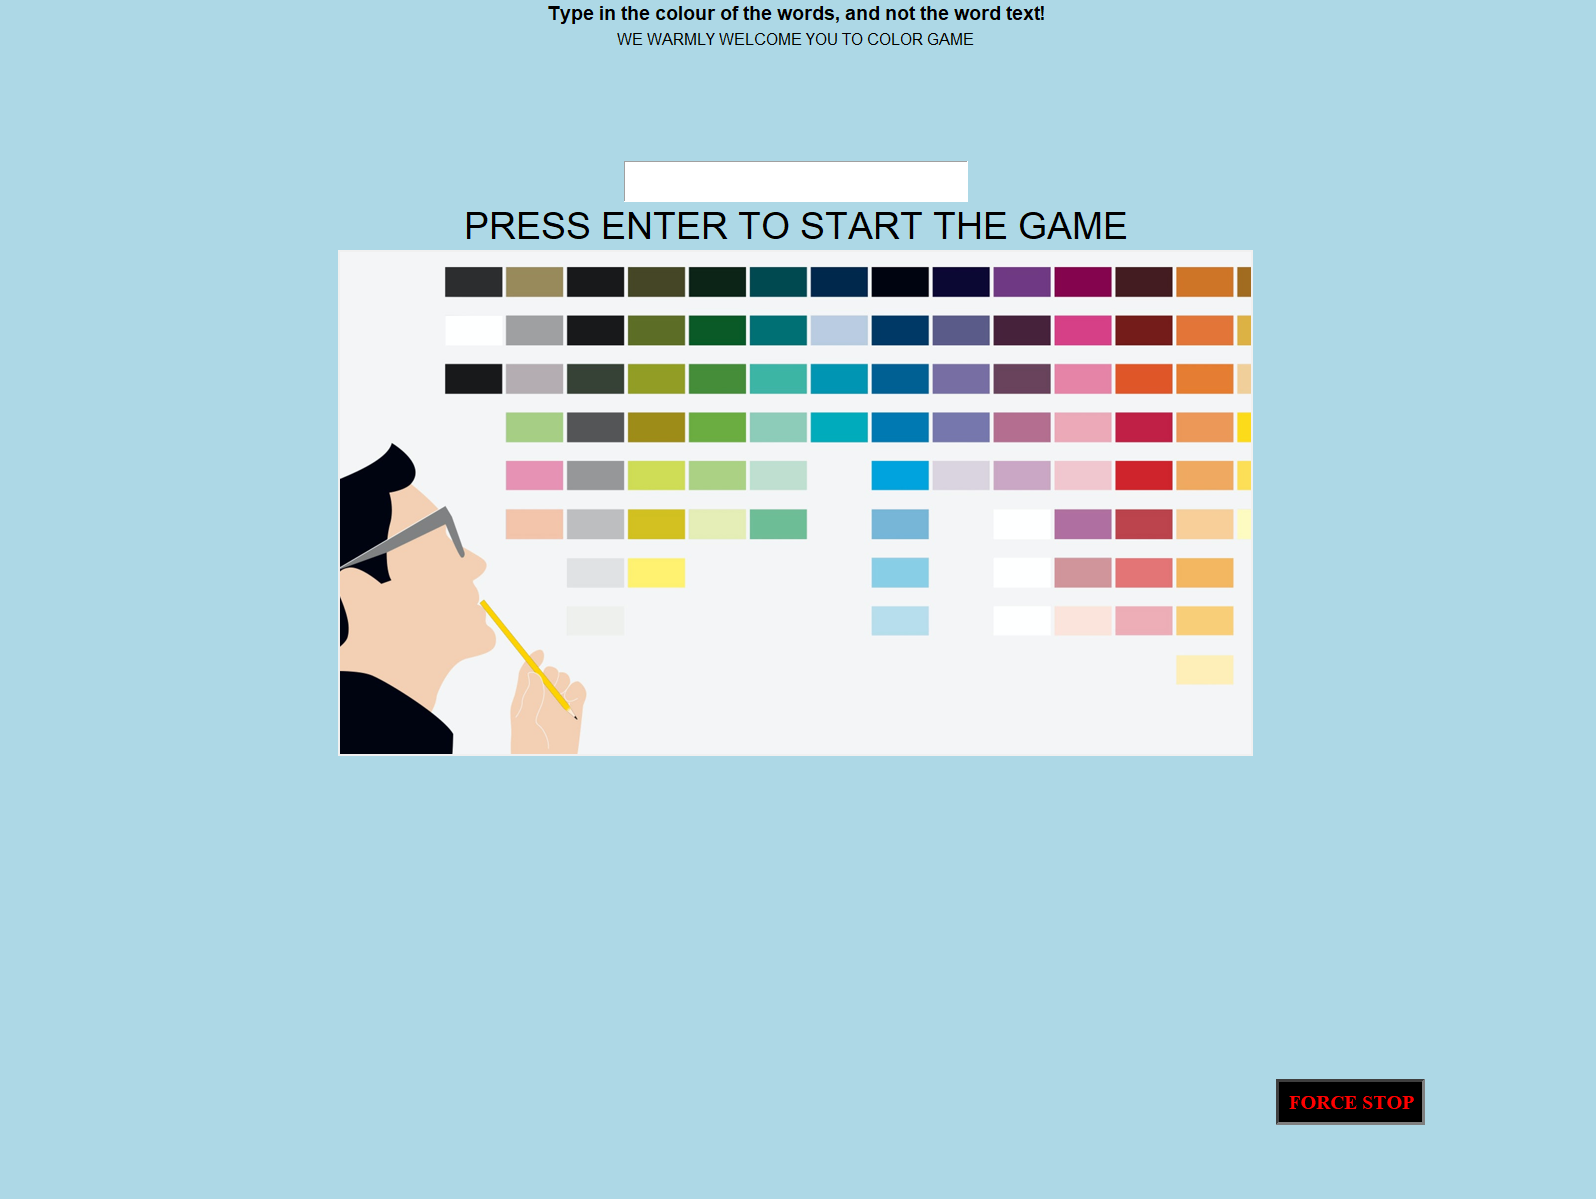 Type in the colour of the words, and not the word text!
WE WARMLY WELCOME YOU TO COLOR GAME
PRESS ENTER TO START THE GAME
FORCE STOP